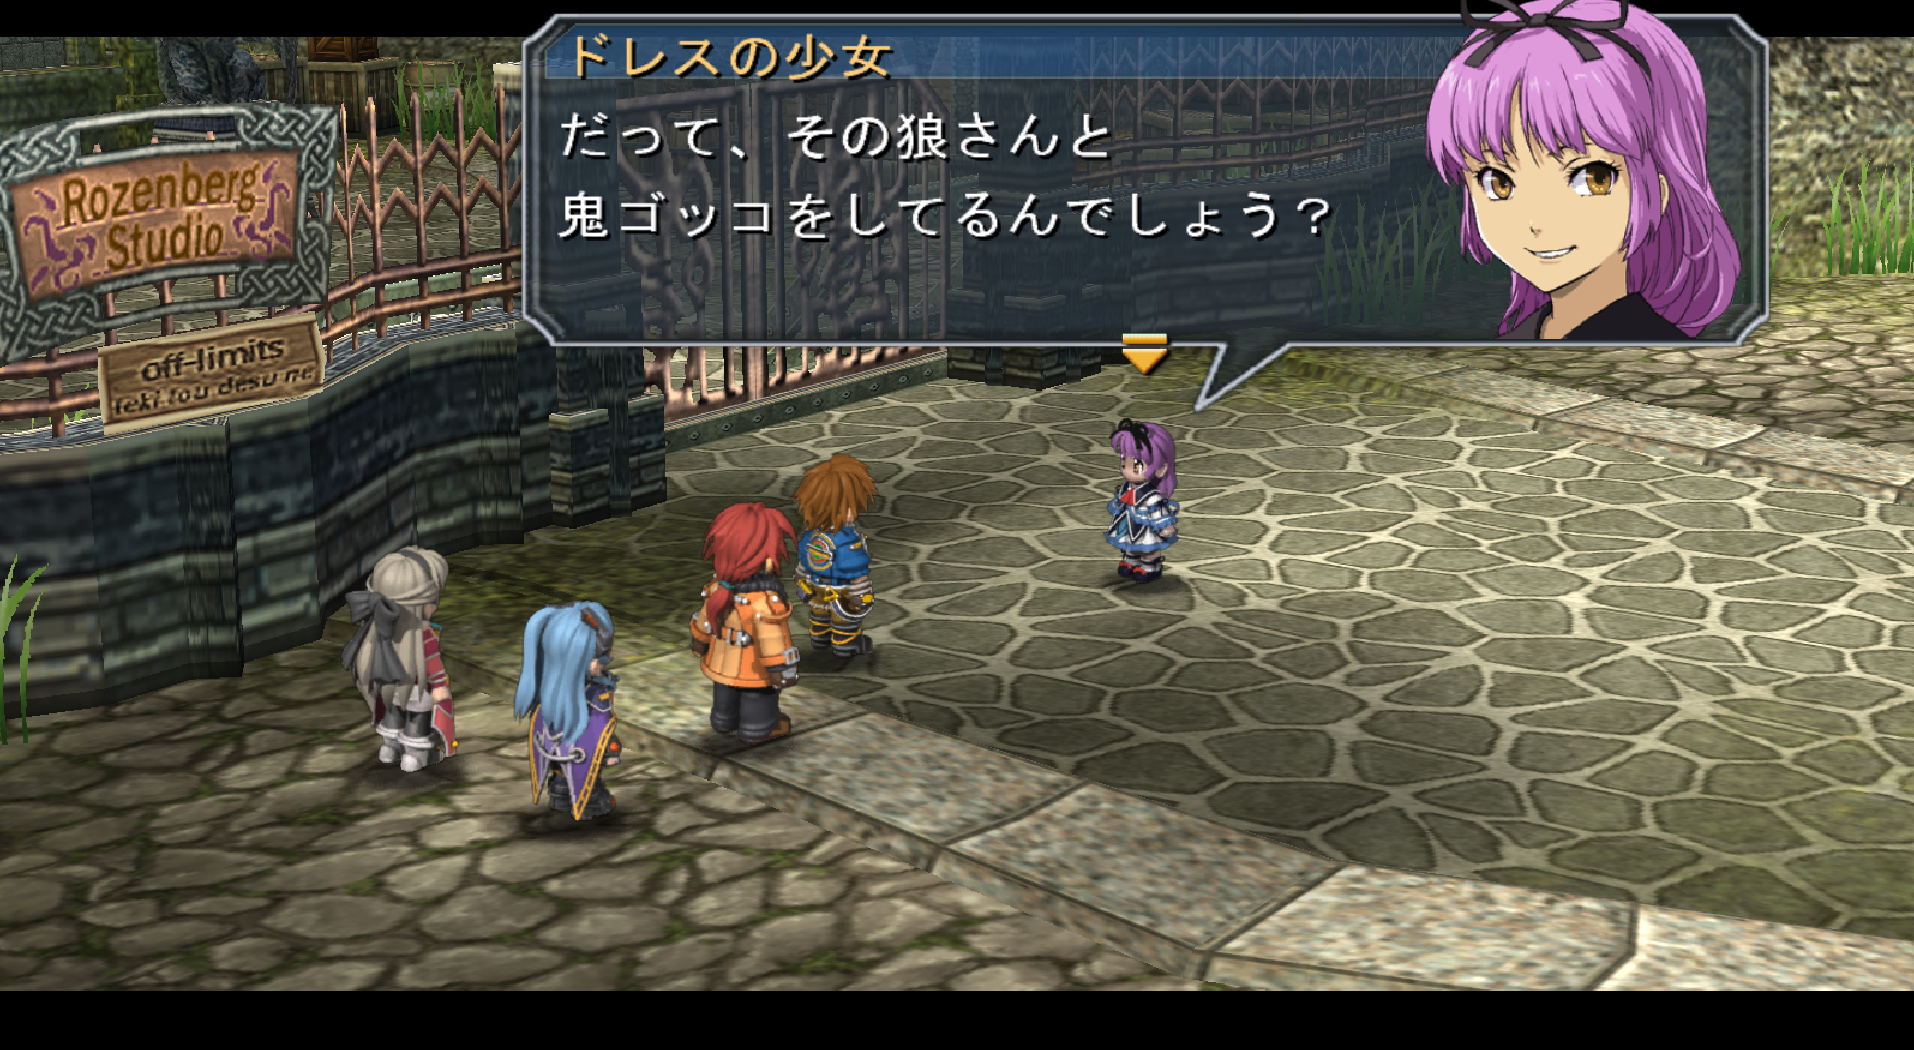 ドレスの少女
だって、その狼さんと
鬼ゴッコをしてるんでしょう？
Rozenberg
Studio
off-limits